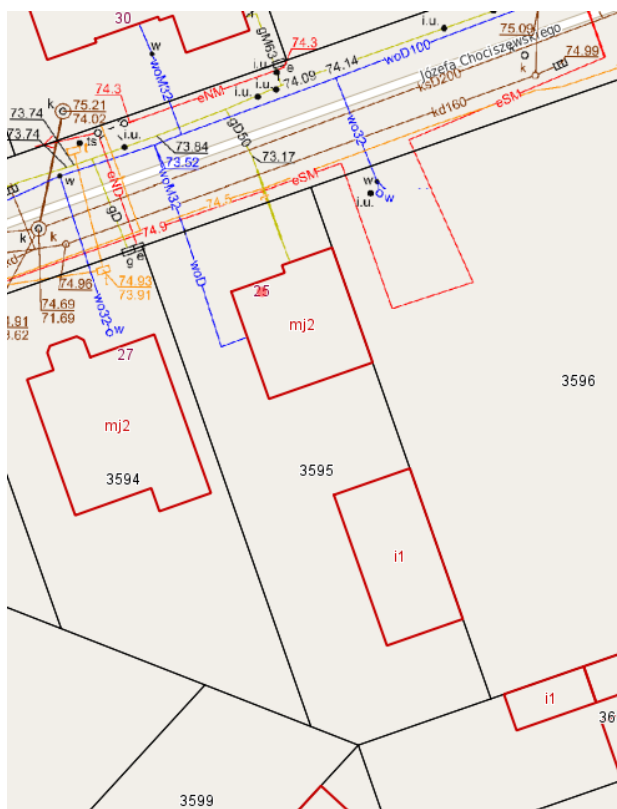 30
w
woM32
gM63
i.u.
e
74.3
74.09
74.14
woD100
Józefa Chociszewskiego
75.09
k
74.99
ksD200
kd160
eSM
74.3
eNM
i.u.
i.u.
k
75.21
74.02
73.74
73.74
ts
i.u.
73.84
73.52
gD50
73.17
wo32
w
w
i.u.
eND
woM32
eSM
74.5
74.9
gD
g
e
w
k
k
kd
74.96
74.93
73.91
74.69
71.69
wo32
w
woD
25
mj2
27
mj2
3594
3595
3596
i1
i1
3599